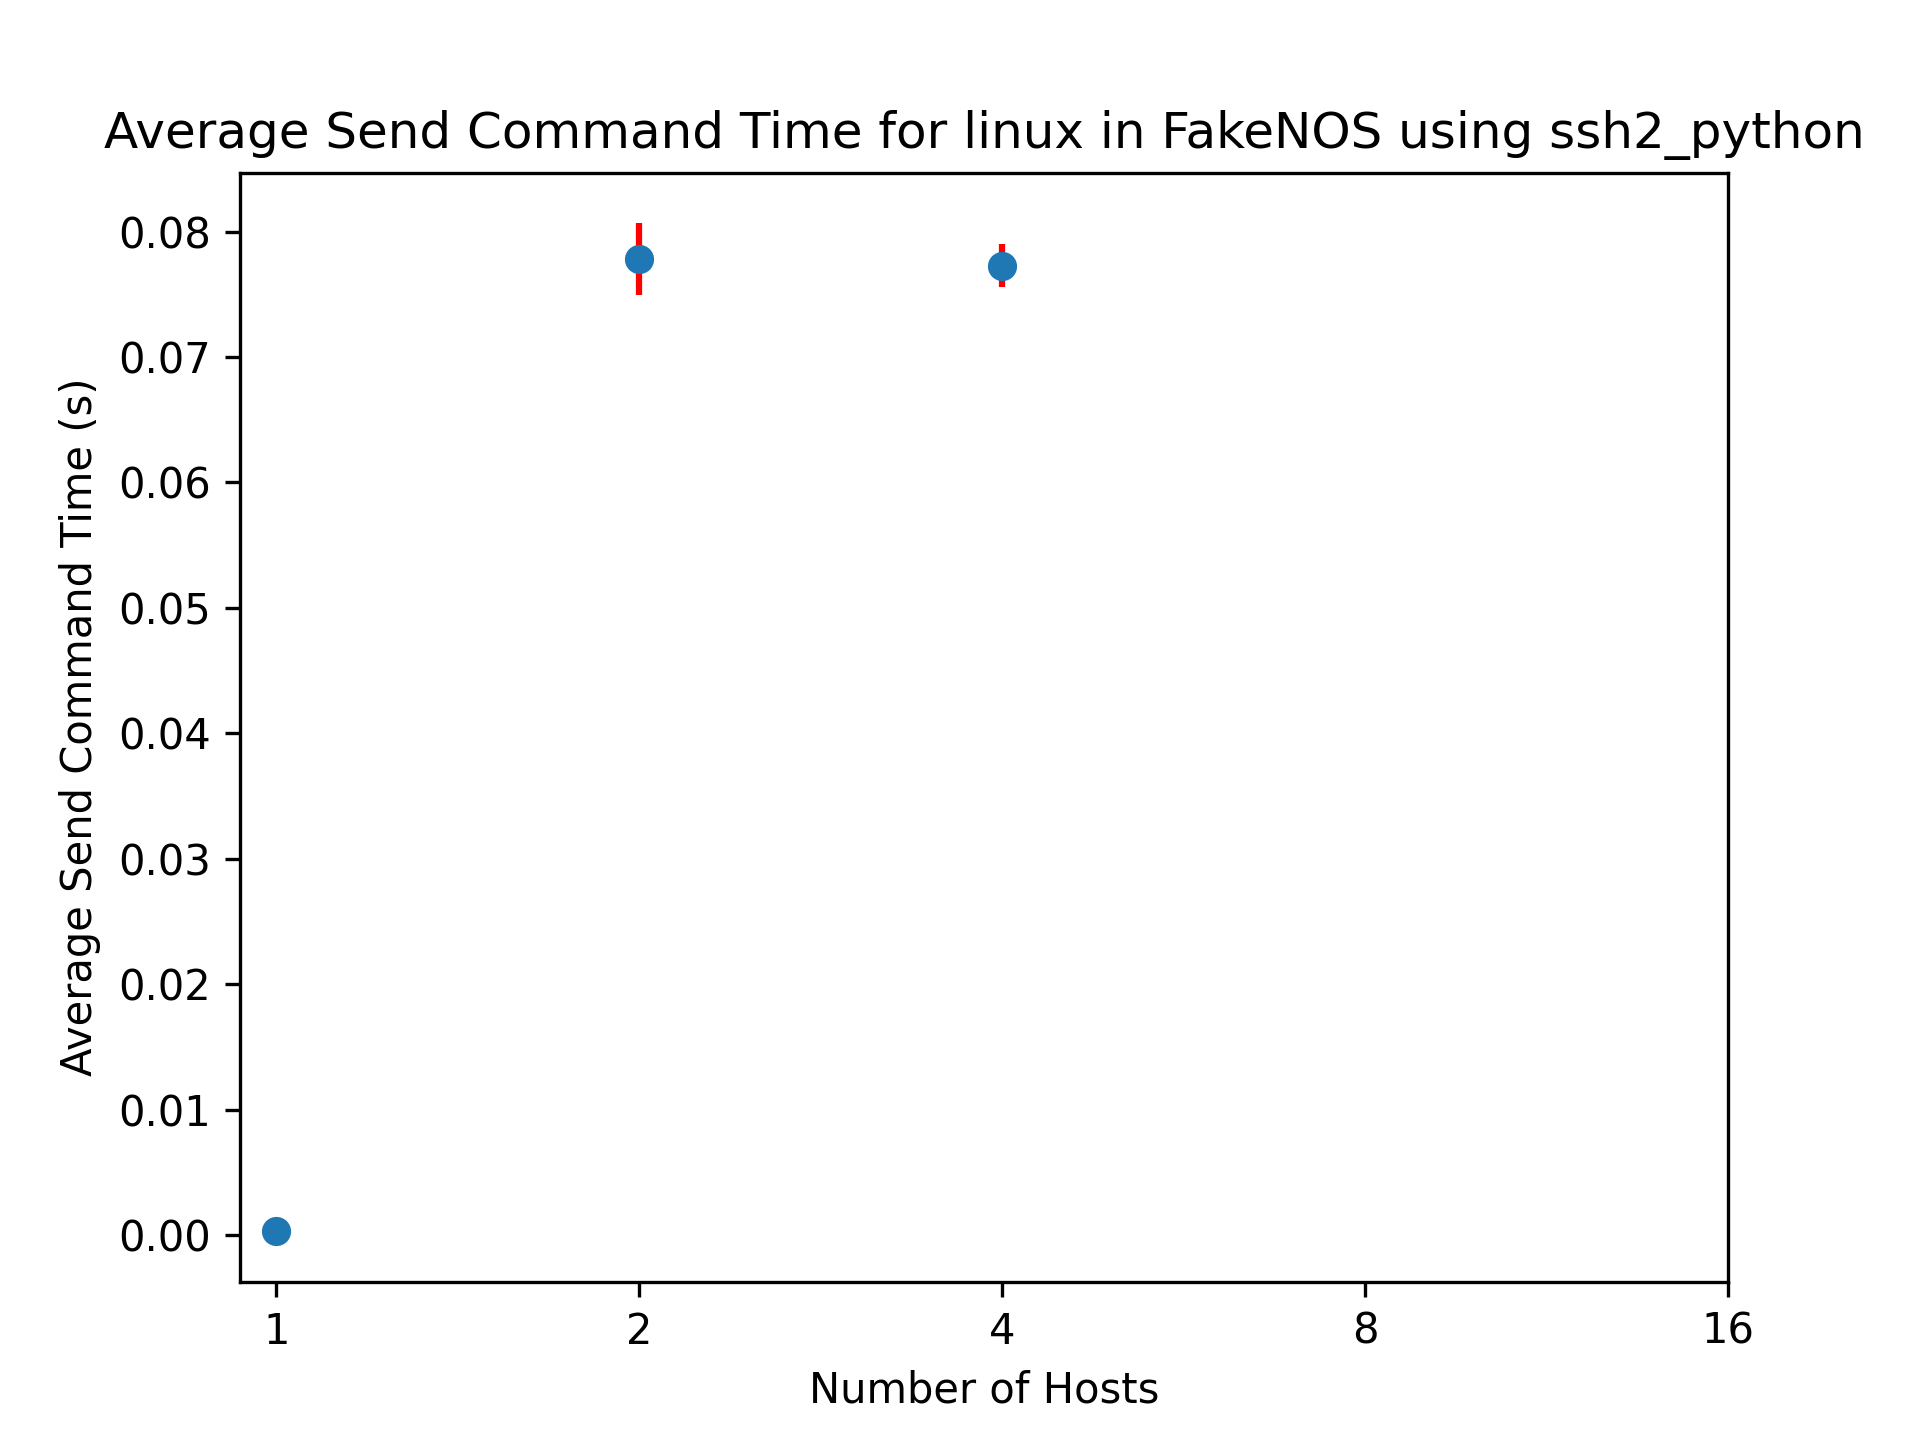 Average Send Command Time for linux in FakeNOS using ssh2_python
Average Send Command Time (s)
0.08
0.07
0.06
0.05
0.04
0.03
0.02
0.01
0.00
1 2 4 8 16
Number of Hosts